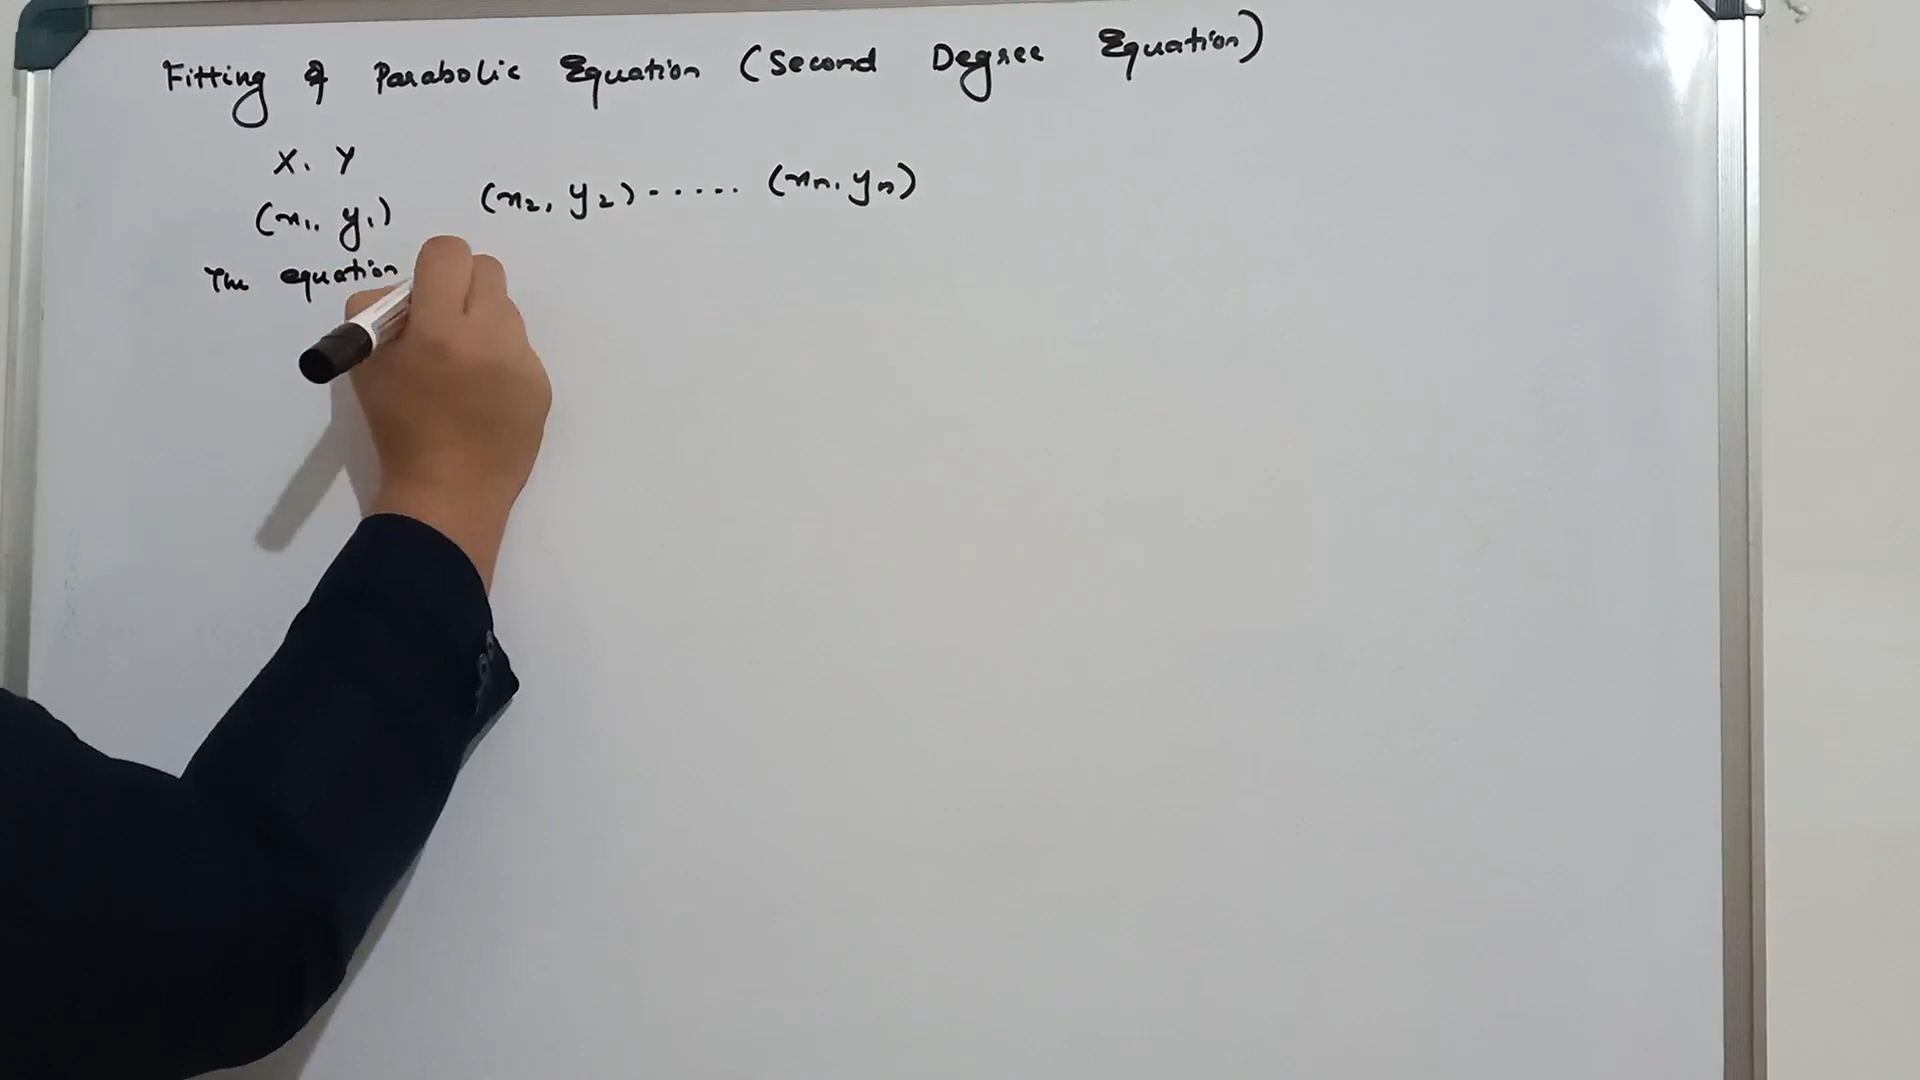 Fitting of Parabolic Equation (Second Degree Equation)
X, Y
(x1, y1) (x2, y2) ..... (xn, yn)
The equation